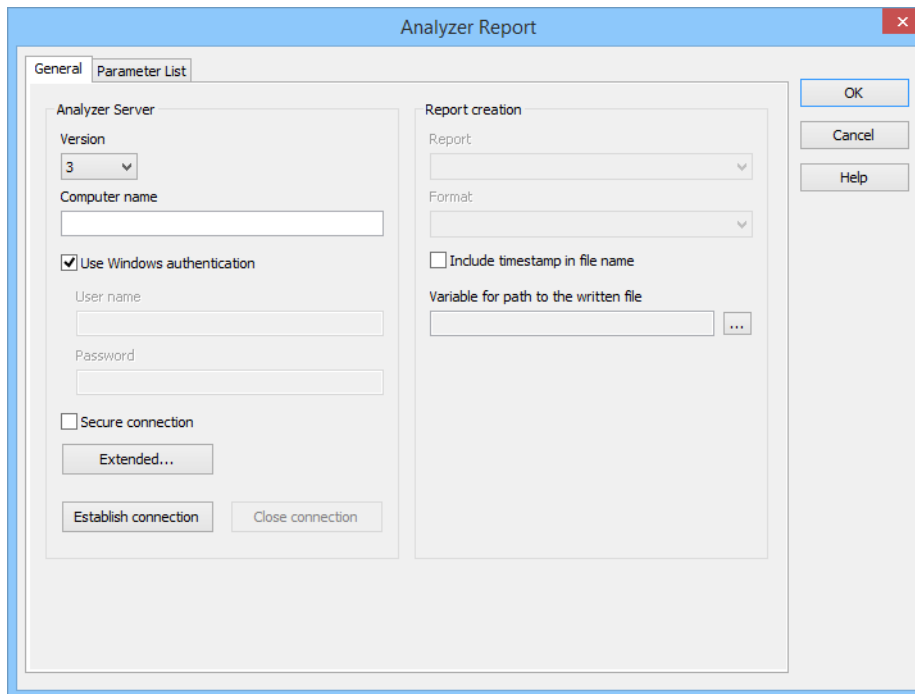 Analyzer Report
General
Parameter List
Analyzer Server
Version
3
Computer name
Use Windows authentication
User name
Password
Secure connection
Extended...
Establish connection
Close connection
Report creation
Report
Format
Include timestamp in file name
Variable for path to the written file
...
OK
Cancel
Help